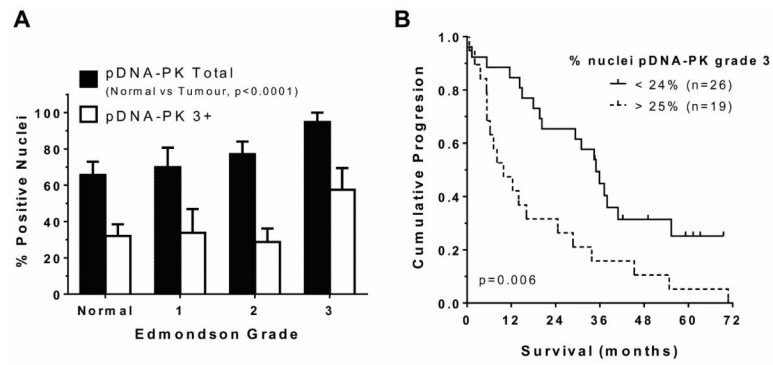 A
pDNA-PK Total
(Normal vs Tumour, p<0.0001)
pDNA-PK 3+
% Positive Nuclei
100
80
60
40
20
0
Normal 1 2 3
Edmondson Grade
B
% nuclei pDNA-PK grade 3
< 24% (n=26)
> 25% (n=19)
Cumulative Progresion
1.0
0.8
0.6
0.4
0.2
0.0
p=0.006
0 12 24 36 48 60 72
Survival (months)